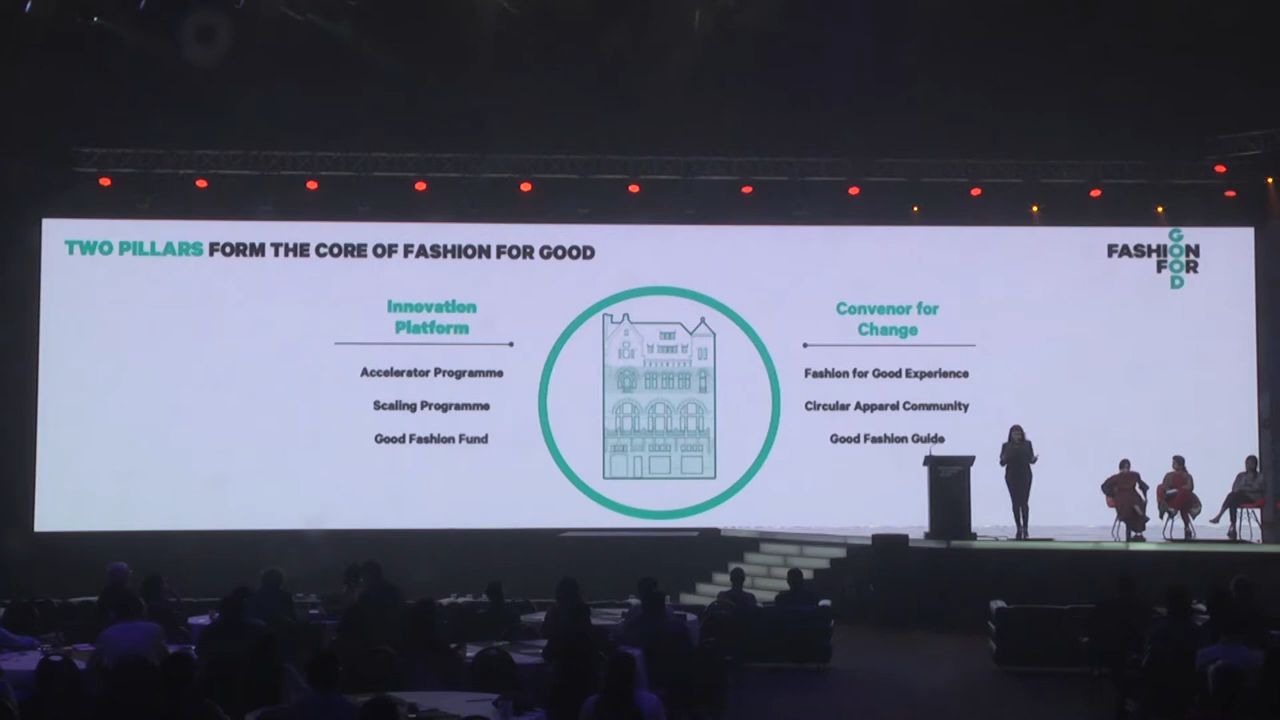 TWO PILLARS FORM THE CORE OF FASHION FOR GOOD
GOOD
FASHION
FOR
Innovation
Platform
Accelerator Programme
Scaling Programme
Good Fashion Fund
Convenor for
Change
Fashion for Good Experience
Circular Apparel Community
Good Fashion Guide